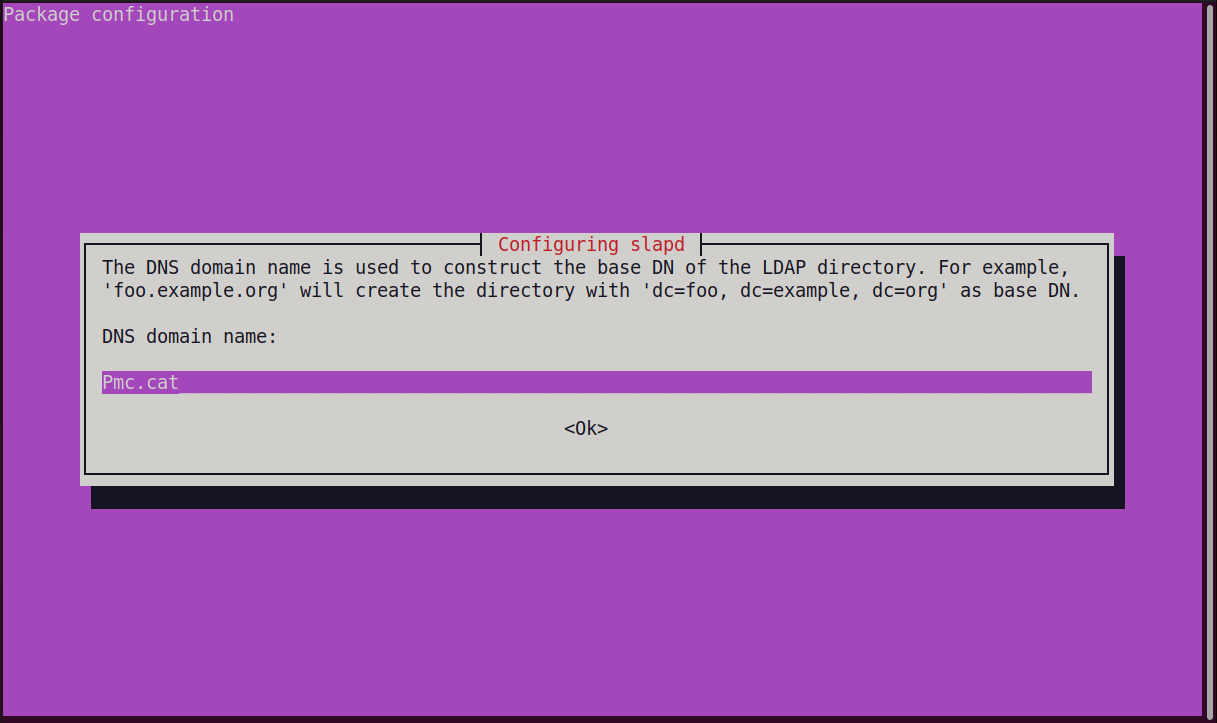 Package configuration
Configuring slapd
The DNS domain name is used to construct the base DN of the LDAP directory. For example,
'foo.example.org' will create the directory with 'dc=foo, dc=example, dc=org' as base DN.
DNS domain name:
Pmc.cat
<Ok>